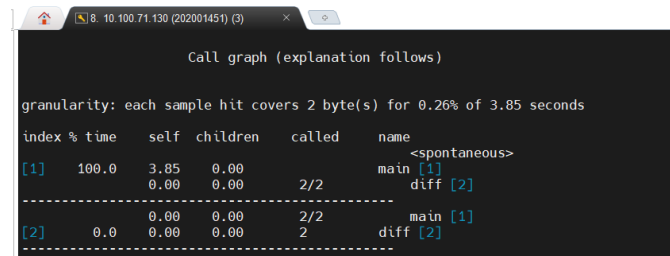 8. 10.100.71.130 (202001451) (3)
Call graph (explanation follows)
granularity: each sample hit covers 2 byte(s) for 0.26% of 3.85 seconds
index % time self children called name
<spontaneous>
[1] 100.0 3.85 0.00 main [1]
0.00 0.00 2/2 diff [2]
-----------------------------------------------
0.00 0.00 2/2 main [1]
[2] 0.0 0.00 0.00 2 diff [2]
-----------------------------------------------